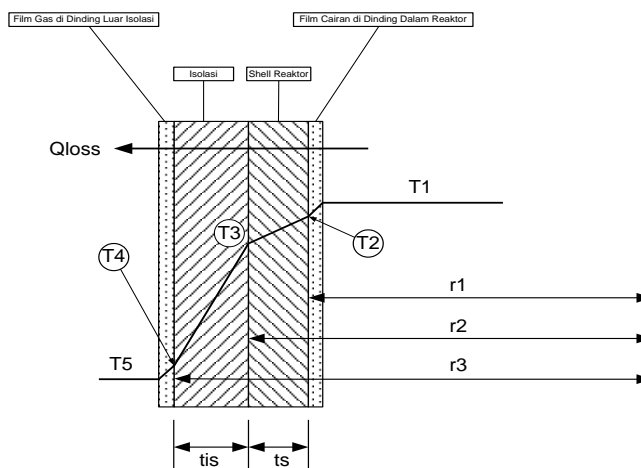 Film Gas di Dinding Luar Isolasi
Film Cairan di Dinding Dalam Reaktor
Isolasi
Shell Reaktor
Qloss
T1
T3
T2
T4
r1
r2
T5
r3
tis
ts